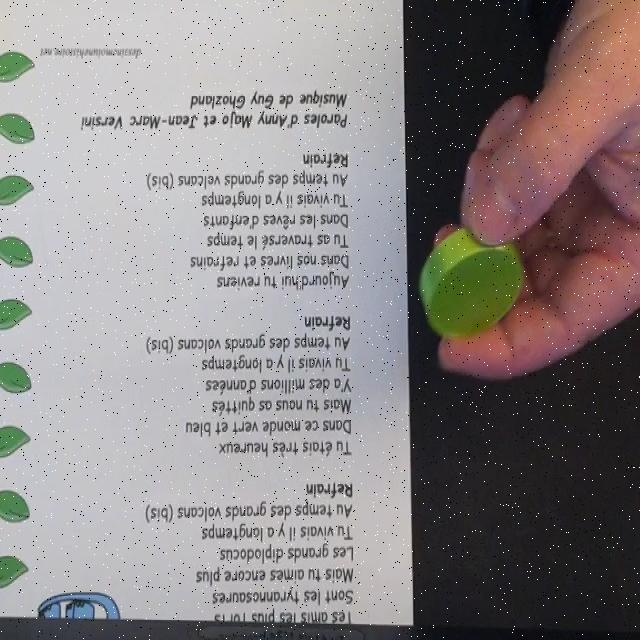 Tes amis les plus forts
Sont les tyrannosaures
Mais tu aimes encore plus
Les grands diplodocus
Tu vivais il y a longtemps
Au temps des grands volcans (bis)
Refrain
Tu étais très heureux
Dans ce monde vert et bleu
Mais tu nous as quittés
Y'a des millions d'années
Tu vivais il y a longtemps
Au temps des grands volcans (bis)
Refrain
Aujourd'hui tu reviens
Dans nos livres et refrains
Tu as traversé le temps
Dans les rêves d'enfants
Tu vivais il y a longtemps
Au temps des grands volcans (bis)
Refrain
Paroles d'Anny Majo et Jean-Marc Versini
Musique de Guy Ghozland
dessinemoiunehistoire.net